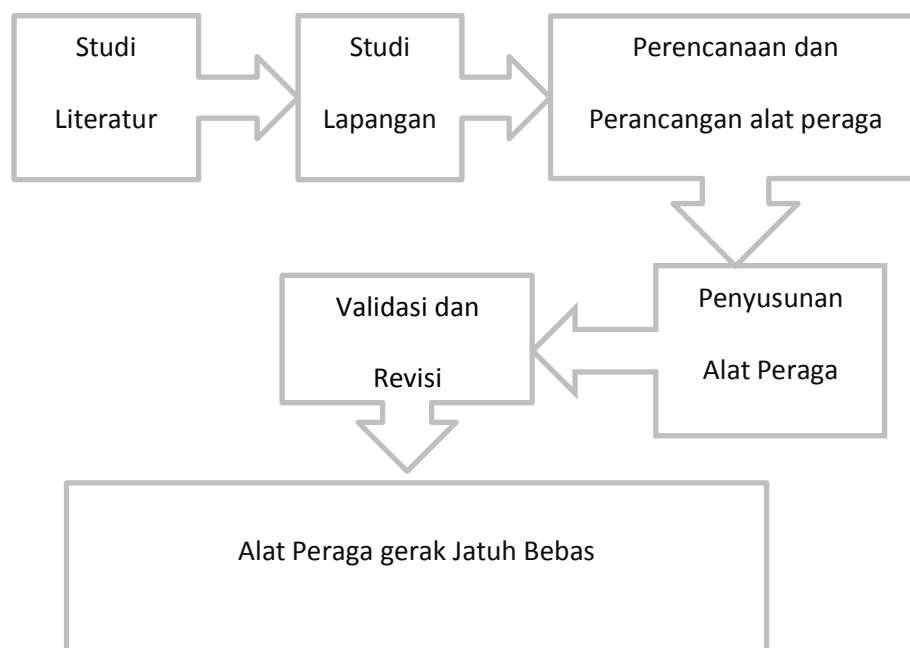 Studi
Literatur
Studi
Lapangan
Perencanaan dan
Perancangan alat peraga
Penyusunan
Alat Peraga
Validasi dan
Revisi
Alat Peraga gerak Jatuh Bebas